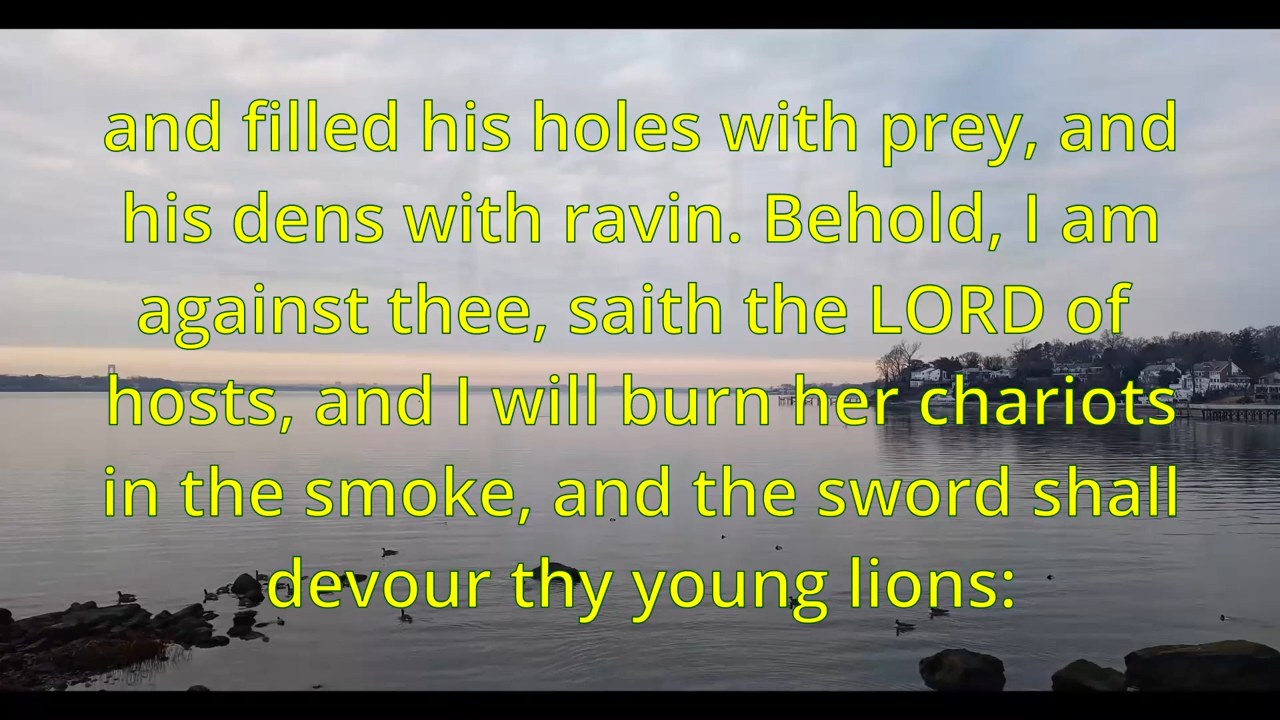 and filled his holes with prey, and
his dens with ravin. Behold, I am
against thee, saith the LORD of
hosts, and I will burn her chariots
in the smoke, and the sword shall
devour thy young lions: